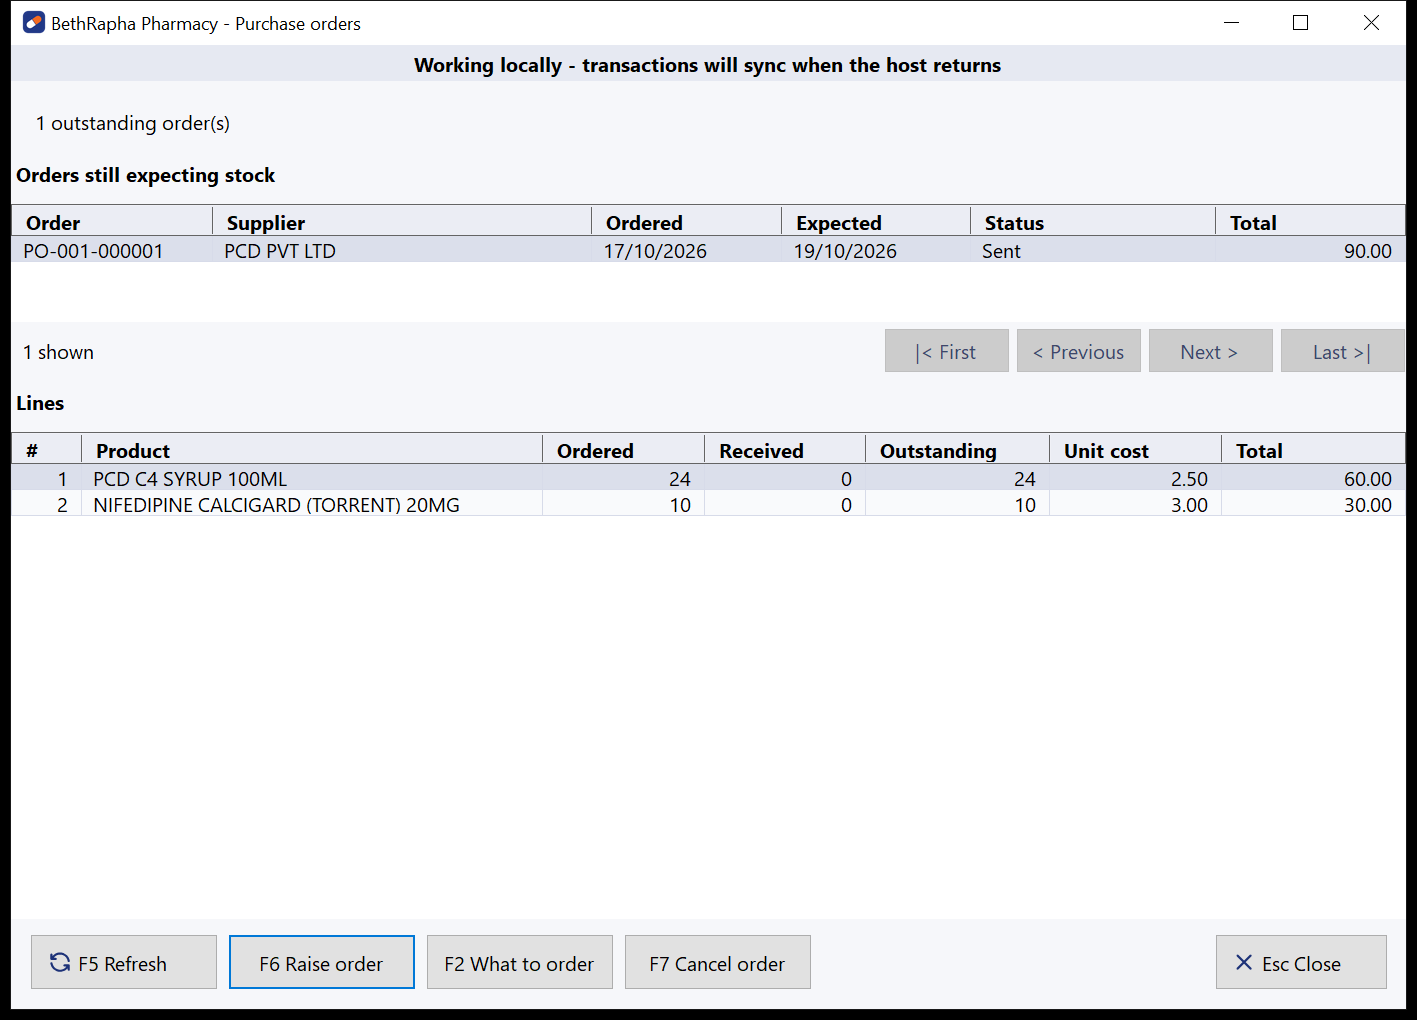 BethRapha Pharmacy - Purchase orders
Working locally - transactions will sync when the host returns
1 outstanding order(s)
Orders still expecting stock
Order Supplier Ordered Expected Status Total
PO-001-000001 PCD PVT LTD 17/10/2026 19/10/2026 Sent 90.00
1 shown |< First < Previous Next > Last >|
Lines
# Product Ordered Received Outstanding Unit cost Total
1 PCD C4 SYRUP 100ML 24 0 24 2.50 60.00
2 NIFEDIPINE CALCIGARD (TORRENT) 20MG 10 0 10 3.00 30.00
F5 Refresh F6 Raise order F2 What to order F7 Cancel order Esc Close